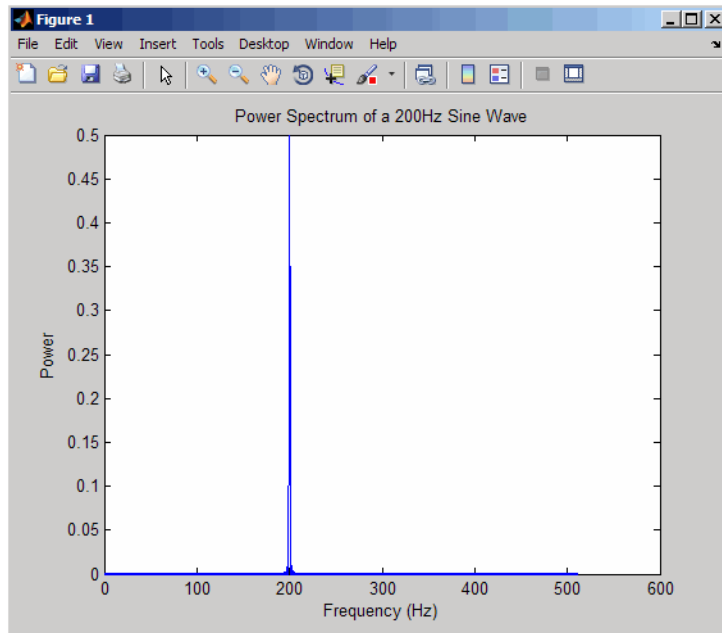 Figure 1
File Edit View Insert Tools Desktop Window Help
Power Spectrum of a 200Hz Sine Wave
0.5
0.45
0.4
0.35
0.3
0.25
0.2
0.15
0.1
0.05
0
Power
0 100 200 300 400 500 600
Frequency (Hz)